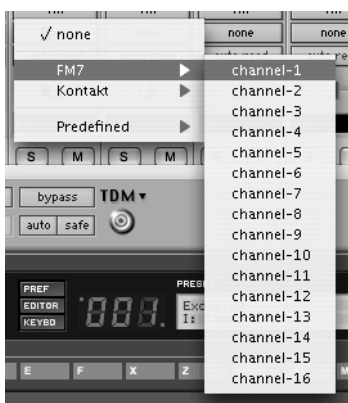 ✓ none
none
none
FM7
channel-1
Kontakt
channel-2
channel-3
Predefined
channel-4
channel-5
S M S M
channel-6
bypass TDM
channel-7
channel-8
auto safe
channel-9
channel-10
channel-11
PREF
channel-12
EDITOR
channel-13
KEYBD
channel-14
channel-15
E F X Z
channel-16